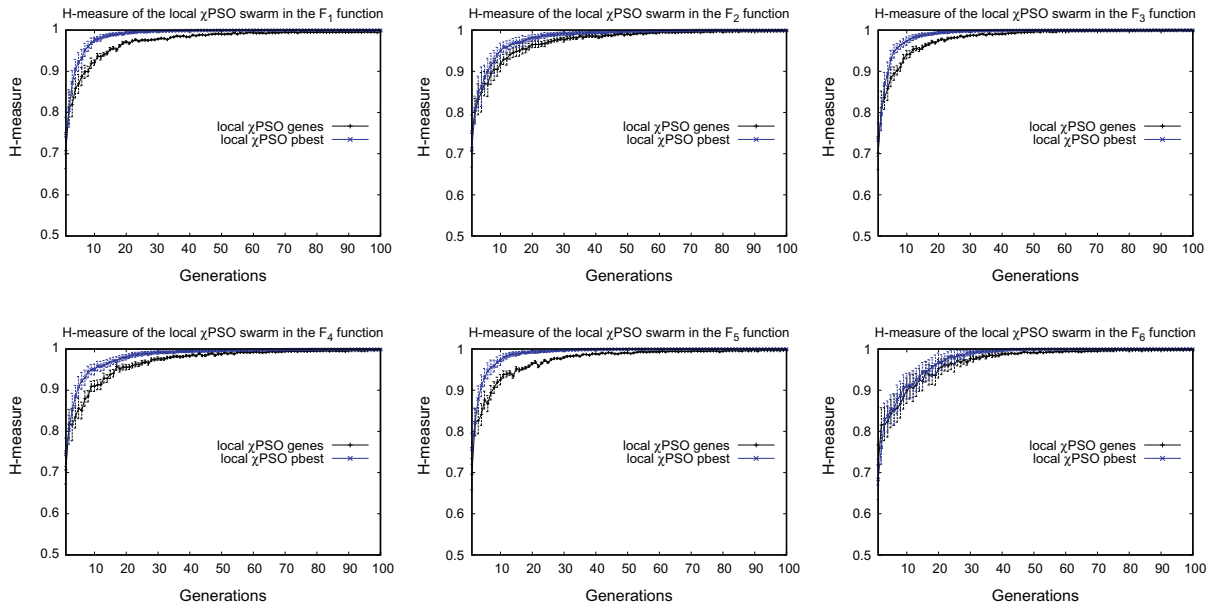 H-measure of the local χPSO swarm in the F1 function
1
0.9
0.8
0.7
0.6
0.5
H-measure
local χPSO genes
local χPSO pbest
10 20 30 40 50 60 70 80 90 100
Generations
H-measure of the local χPSO swarm in the F2 function
1
0.9
0.8
0.7
0.6
0.5
H-measure
local χPSO genes
local χPSO pbest
10 20 30 40 50 60 70 80 90 100
Generations
H-measure of the local χPSO swarm in the F3 function
1
0.9
0.8
0.7
0.6
0.5
H-measure
local χPSO genes
local χPSO pbest
10 20 30 40 50 60 70 80 90 100
Generations
H-measure of the local χPSO swarm in the F4 function
1
0.9
0.8
0.7
0.6
0.5
H-measure
local χPSO genes
local χPSO pbest
10 20 30 40 50 60 70 80 90 100
Generations
H-measure of the local χPSO swarm in the F5 function
1
0.9
0.8
0.7
0.6
0.5
H-measure
local χPSO genes
local χPSO pbest
10 20 30 40 50 60 70 80 90 100
Generations
H-measure of the local χPSO swarm in the F6 function
1
0.9
0.8
0.7
0.6
0.5
H-measure
local χPSO genes
local χPSO pbest
10 20 30 40 50 60 70 80 90 100
Generations